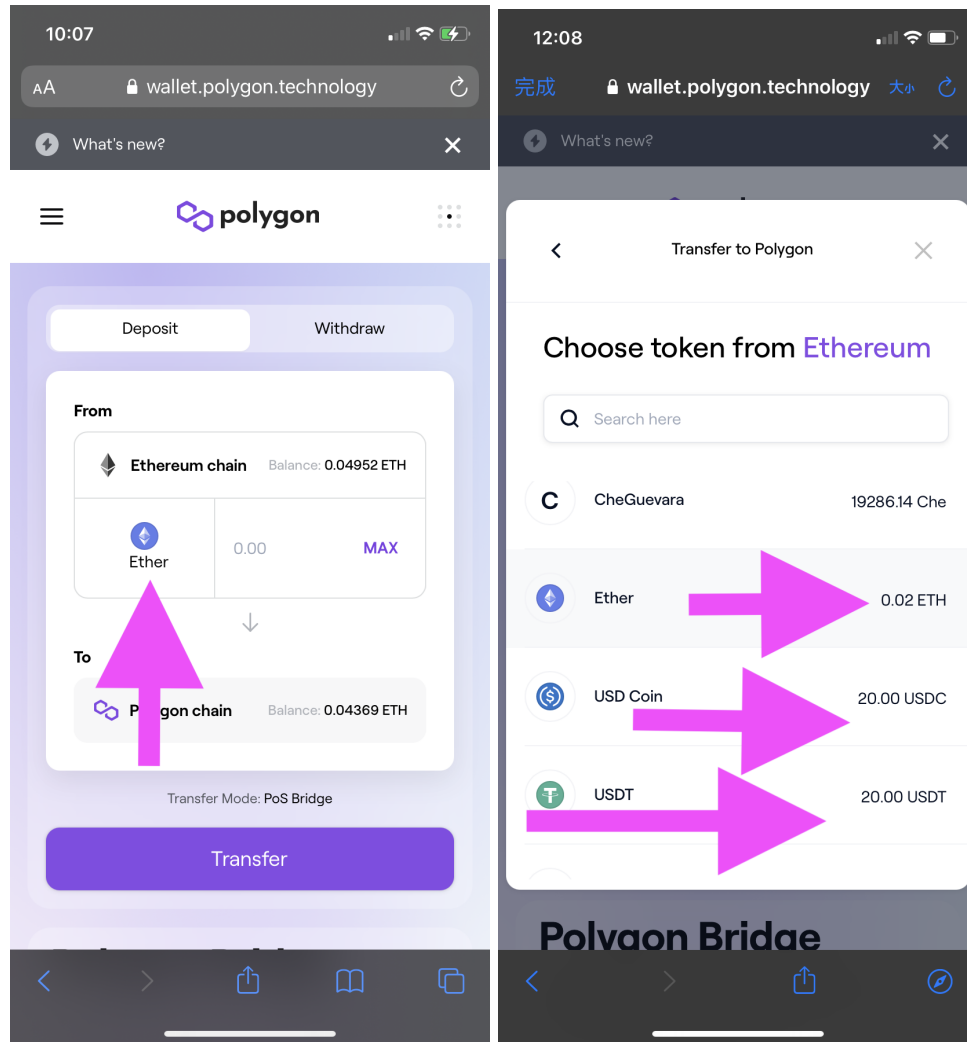 10:07
AA wallet.polygon.technology
What's new?
polygon
Deposit Withdraw
From
Ethereum chain Balance: 0.04952 ETH
Ether 0.00 MAX
To
Balance: 0.04369 ETH
chain
Transfer Mode: PoS Bridge
Transfer
12:08
完成 wallet.polygon.technology 大小
What's new?
Transfer to Polygon
Choose token from Ethereum
Search here
C CheGuevara 19286.14 Che
Ether 0.02 ETH
USD Coin 20.00 USDC
USDT 20.00 USDT
Polygon Bridge